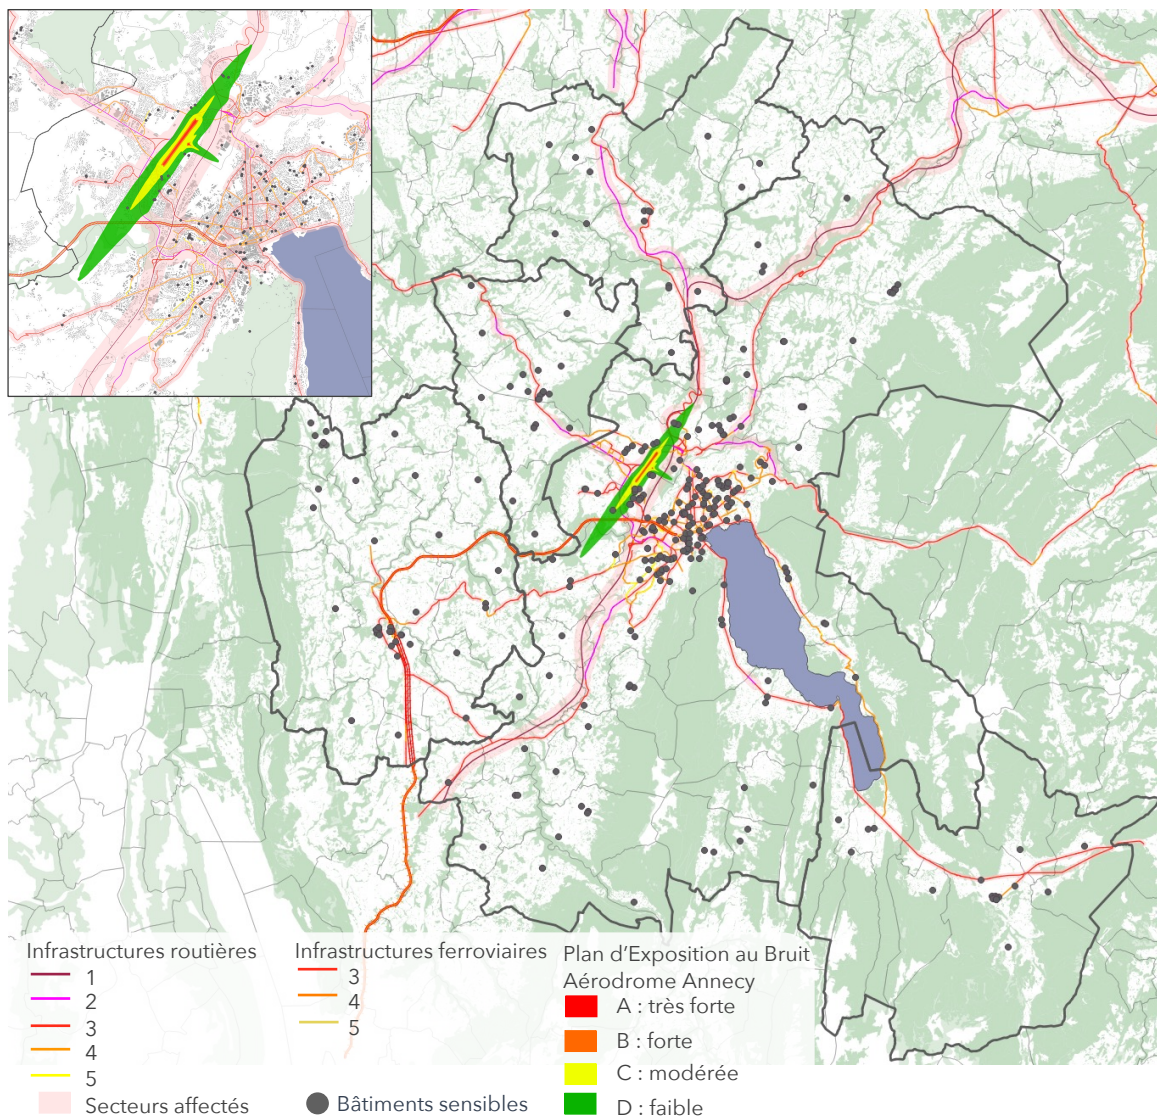 Infrastructures routières
1
2
3
4
5
Secteurs affectés
Infrastructures ferroviaires
3
4
5
Bâtiments sensibles
Plan d'Exposition au Bruit
Aérodrome Annecy
A : très forte
B : forte
C : modérée
D : faible